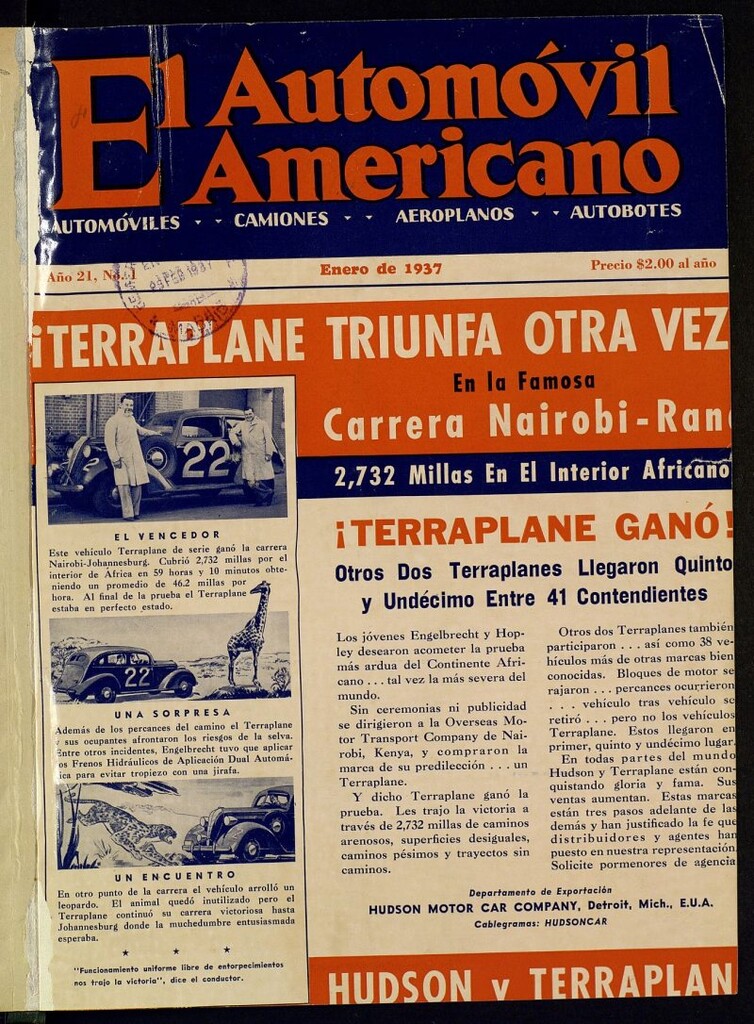 El Automóvil
Americano
AUTOMÓVILES - - CAMIONES - - AEROPLANOS - - AUTOBOTES
Año 21, No. 1
Enero de 1937
Precio $2.00 al año
¡TERRAPLANE TRIUNFA OTRA VEZ
En la Famosa
Carrera Nairobi-Ran
2,732 Millas En El Interior Africano
22
EL VENCEDOR
Este vehículo Terraplane de serie ganó la carrera
Nairobi-Johannesburg. Cubrió 2,732 millas por el
interior de África en 59 horas y 10 minutos obte-
niendo un promedio de 46.2 millas por
hora. Al final de la prueba el Terraplane
estaba en perfecto estado.
22
UNA SORPRESA
Además de los percances del camino el Terraplane
y sus ocupantes afrontaron los riesgos de la selva.
Entre otros incidentes, Engelbrecht tuvo que aplicar
los Frenos Hidráulicos de Aplicación Dual Automá-
tica para evitar tropiezo con una jirafa.
UN ENCUENTRO
En otro punto de la carrera el vehículo arrolló un
leopardo. El animal quedó inutilizado pero el
Terraplane continuó su carrera victoriosa hasta
Johannesburg donde la muchedumbre entusiasmada
esperaba.
"Funcionamiento uniforme libre de entorpecimientos
nos trajo la victoria", dice el conductor.
¡TERRAPLANE GANÓ!
Otros Dos Terraplanes Llegaron Quinto
y Undécimo Entre 41 Contendientes
Los jóvenes Engelbrecht y Hop-
ley desearon acometer la prueba
más ardua del Continente Afri-
cano . . . tal vez la más severa del
mundo.
Sin ceremonias ni publicidad
se dirigieron a la Overseas Mo-
tor Transport Company de Nai-
robi, Kenya, y compraron la
marca de su predilección . . . un
Terraplane.
Y dicho Terraplane ganó la
prueba. Les trajo la victoria a
través de 2,732 millas de caminos
arenosos, superficies desiguales,
caminos pésimos y trayectos sin
caminos.
Otros dos Terraplanes también
participaron . . . así como 38 ve-
hículos más de otras marcas bien
conocidas. Bloques de motor se
rajaron . . . percances ocurrieron
. . . vehículo tras vehículo se
retiró . . . pero no los vehículos
Terraplane. Estos llegaron en
primer, quinto y undécimo lugar.
En todas partes del mundo
Hudson y Terraplane están con-
quistando gloria y fama. Sus
ventas aumentan. Estas marcas
están tres pasos adelante de las
demás y han justificado la fe que
distribuidores y agentes han
puesto en nuestra representación.
Solicite pormenores de agencia
Departamento de Exportación
HUDSON MOTOR CAR COMPANY, Detroit, Mich., E.U.A.
Cablegramas: HUDSONCAR
HUDSON y TERRAPLAN